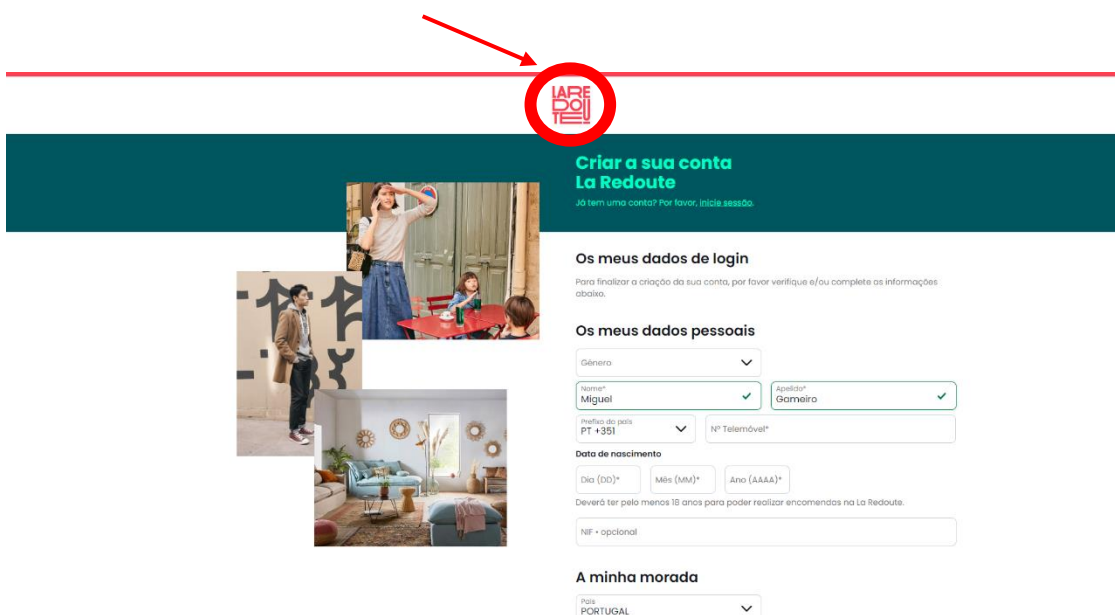 LARE
DOU
TE
Criar a sua conta
La Redoute
Já tem uma conta? Por favor, inicie sessão.
Os meus dados de login
Para finalizar a criação da sua conta, por favor verifique e/ou complete as informações
abaixo.
Os meus dados pessoais
Género
Nome* Apelido*
Miguel Gameiro
Prefixo do país
PT +351 Nº Telemóvel*
Data de nascimento
Dia (DD)* Mês (MM)* Ano (AAAA)*
Deverá ter pelo menos 18 anos para poder realizar encomendas na La Redoute.
NIF • opcional
A minha morada
País
PORTUGAL